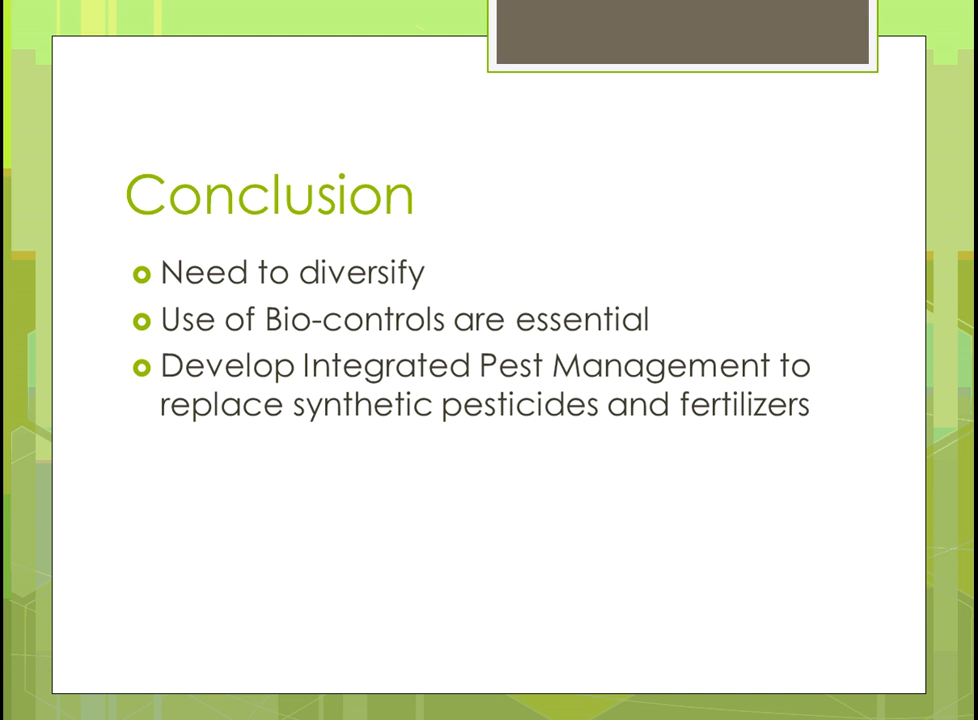 Conclusion
Need to diversify
Use of Bio-controls are essential
Develop Integrated Pest Management to
replace synthetic pesticides and fertilizers